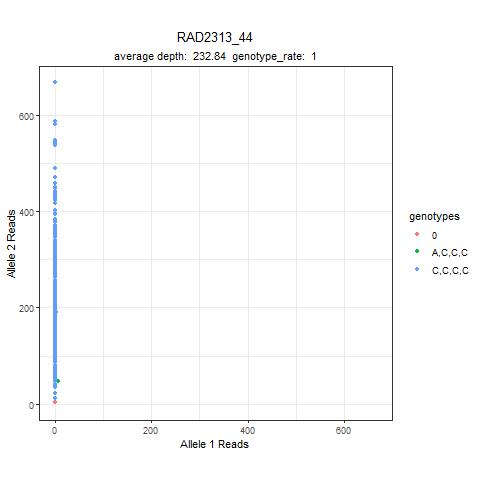 RAD2313_44
average depth:  232.84  genotype_rate:  1
600
400
200
0
Allele 2 Reads
0
200
400
600
Allele 1 Reads
genotypes
0
A,C,C,C
C,C,C,C